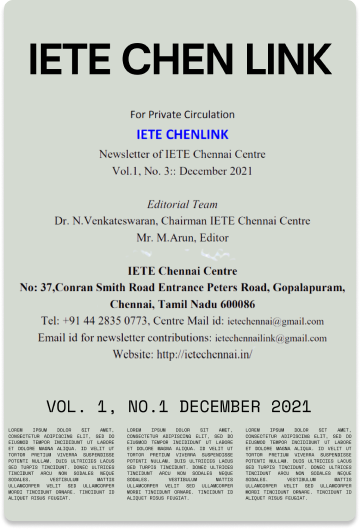 IETE CHEN LINK
For Private Circulation
IETE CHENLINK
Newsletter of IETE Chennai Centre
Vol.1, No. 3:: December 2021
Editorial Team
Dr. N.Venkateswaran, Chairman IETE Chennai Centre
Mr. M.Arun, Editor
IETE Chennai Centre
No: 37,Conran Smith Road Entrance Peters Road, Gopalapuram,
Chennai, Tamil Nadu 600086
Tel: +91 44 2835 0773, Centre Mail id: ietechennai@gmail.com
Email id for newsletter contributions: ietechennailink@gmail.com
Website: http://ietechennai.in/
VOL. 1, NO.1 DECEMBER 2021
LOREM IPSUM DOLOR SIT AMET,
CONSECTETUR ADIPISCING ELIT, SED DO
EIUSMOD TEMPOR INCIDIDUNT UT LABORE
ET DOLORE MAGNA ALIQUA. ID VELIT UT
TORTOR PRETIUM VIVERRA SUSPENDISSE
POTENTI NULLAM. DUIS ULTRICIES LACUS
SED TURPIS TINCIDUNT. DONEC ULTRICES
TINCIDUNT ARCU NON SODALES NEQUE
SODALES. VESTIBULUM MATTIS
ULLAMCORPER VELIT SED ULLAMCORPER
MORBI TINCIDUNT ORNARE. TINCIDUNT ID
ALIQUET RISUS FEUGIAT.
LOREM IPSUM DOLOR SIT AMET,
CONSECTETUR ADIPISCING ELIT, SED DO
EIUSMOD TEMPOR INCIDIDUNT UT LABORE
ET DOLORE MAGNA ALIQUA. ID VELIT UT
TORTOR PRETIUM VIVERRA SUSPENDISSE
POTENTI NULLAM. DUIS ULTRICIES LACUS
SED TURPIS TINCIDUNT. DONEC ULTRICES
TINCIDUNT ARCU NON SODALES NEQUE
SODALES. VESTIBULUM MATTIS
ULLAMCORPER VELIT SED ULLAMCORPER
MORBI TINCIDUNT ORNARE. TINCIDUNT ID
ALIQUET RISUS FEUGIAT.
LOREM IPSUM DOLOR SIT AMET,
CONSECTETUR ADIPISCING ELIT, SED DO
EIUSMOD TEMPOR INCIDIDUNT UT LABORE
ET DOLORE MAGNA ALIQUA. ID VELIT UT
TORTOR PRETIUM VIVERRA SUSPENDISSE
POTENTI NULLAM. DUIS ULTRICIES LACUS
SED TURPIS TINCIDUNT. DONEC ULTRICES
TINCIDUNT ARCU NON SODALES NEQUE
SODALES. VESTIBULUM MATTIS
ULLAMCORPER VELIT SED ULLAMCORPER
MORBI TINCIDUNT ORNARE. TINCIDUNT ID
ALIQUET RISUS FEUGIAT.